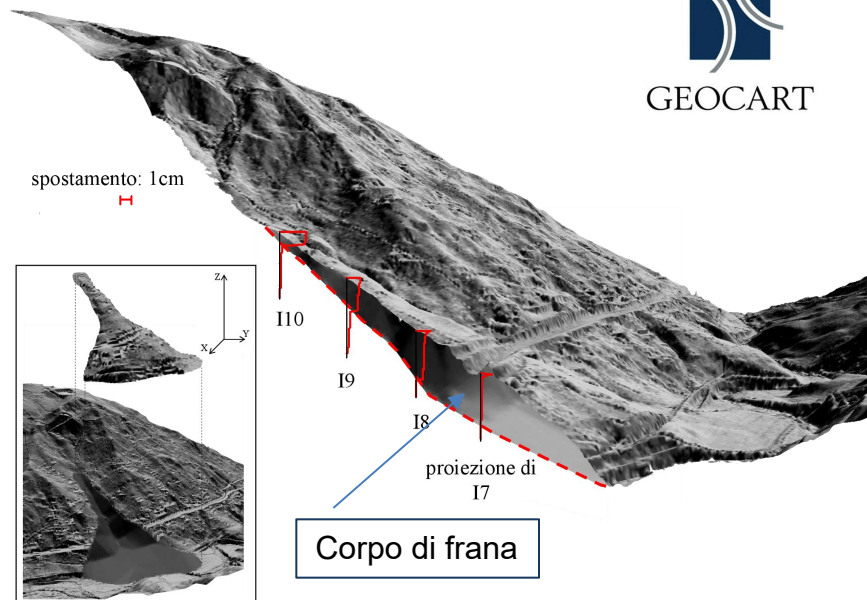 GEOCART
spostamento: 1cm
I10
I9
I8
proiezione di
I7
Z
X
Y
Corpo di frana